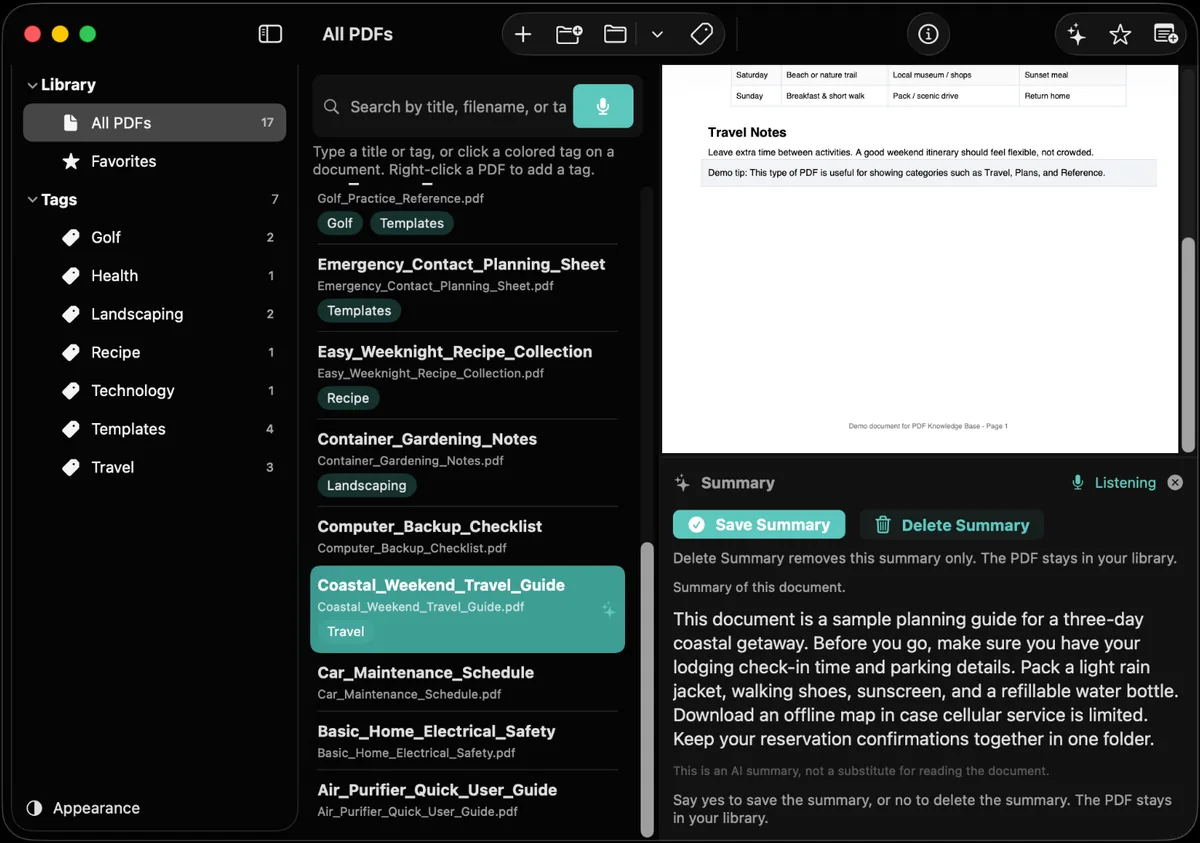 All PDFs
Library
All PDFs 17
Favorites
Tags 7
Golf 2
Health 1
Landscaping 2
Recipe 1
Technology 1
Templates 4
Travel 3
Appearance
Search by title, filename, or ta
Type a title or tag, or click a colored tag on a
document. Right-click a PDF to add a tag.
Golf_Practice_Reference.pdf
Golf Templates
Emergency_Contact_Planning_Sheet
Emergency_Contact_Planning_Sheet.pdf
Templates
Easy_Weeknight_Recipe_Collection
Easy_Weeknight_Recipe_Collection.pdf
Recipe
Container_Gardening_Notes
Container_Gardening_Notes.pdf
Landscaping
Computer_Backup_Checklist
Computer_Backup_Checklist.pdf
Coastal_Weekend_Travel_Guide
Coastal_Weekend_Travel_Guide.pdf
Travel
Car_Maintenance_Schedule
Car_Maintenance_Schedule.pdf
Basic_Home_Electrical_Safety
Basic_Home_Electrical_Safety.pdf
Air_Purifier_Quick_User_Guide
Air_Purifier_Quick_User_Guide.pdf
Saturday Beach or nature trail Local museum / shops Sunset meal
Sunday Breakfast & short walk Pack / scenic drive Return home
Travel Notes
Leave extra time between activities. A good weekend itinerary should feel flexible, not crowded.
Demo tip: This type of PDF is useful for showing categories such as Travel, Plans, and Reference.
Demo document for PDF Knowledge Base - Page 1
Summary Listening
Save Summary Delete Summary
Delete Summary removes this summary only. The PDF stays in your library.
Summary of this document.
This document is a sample planning guide for a three-day
coastal getaway. Before you go, make sure you have your
lodging check-in time and parking details. Pack a light rain
jacket, walking shoes, sunscreen, and a refillable water bottle.
Download an offline map in case cellular service is limited.
Keep your reservation confirmations together in one folder.
This is an AI summary, not a substitute for reading the document.
Say yes to save the summary, or no to delete the summary. The PDF stays
in your library.